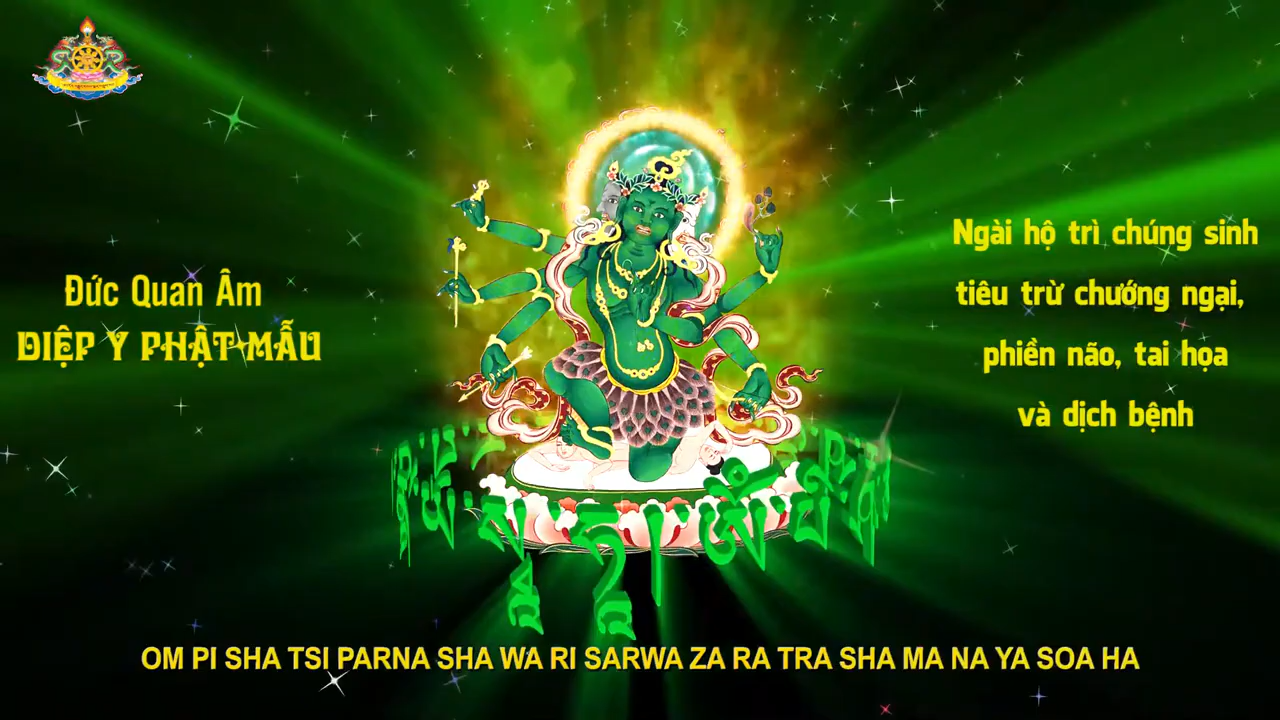 Đức Quan Âm
DIỆP Y PHẬT MẪU
Ngài hộ trì chúng sinh
tiêu trừ chướng ngại,
phiền não, tai họa
và dịch bệnh
OM PI SHA TSI PARNA SHA WA RI SARWA ZA RA TRA SHA MA NA YA SOA HA